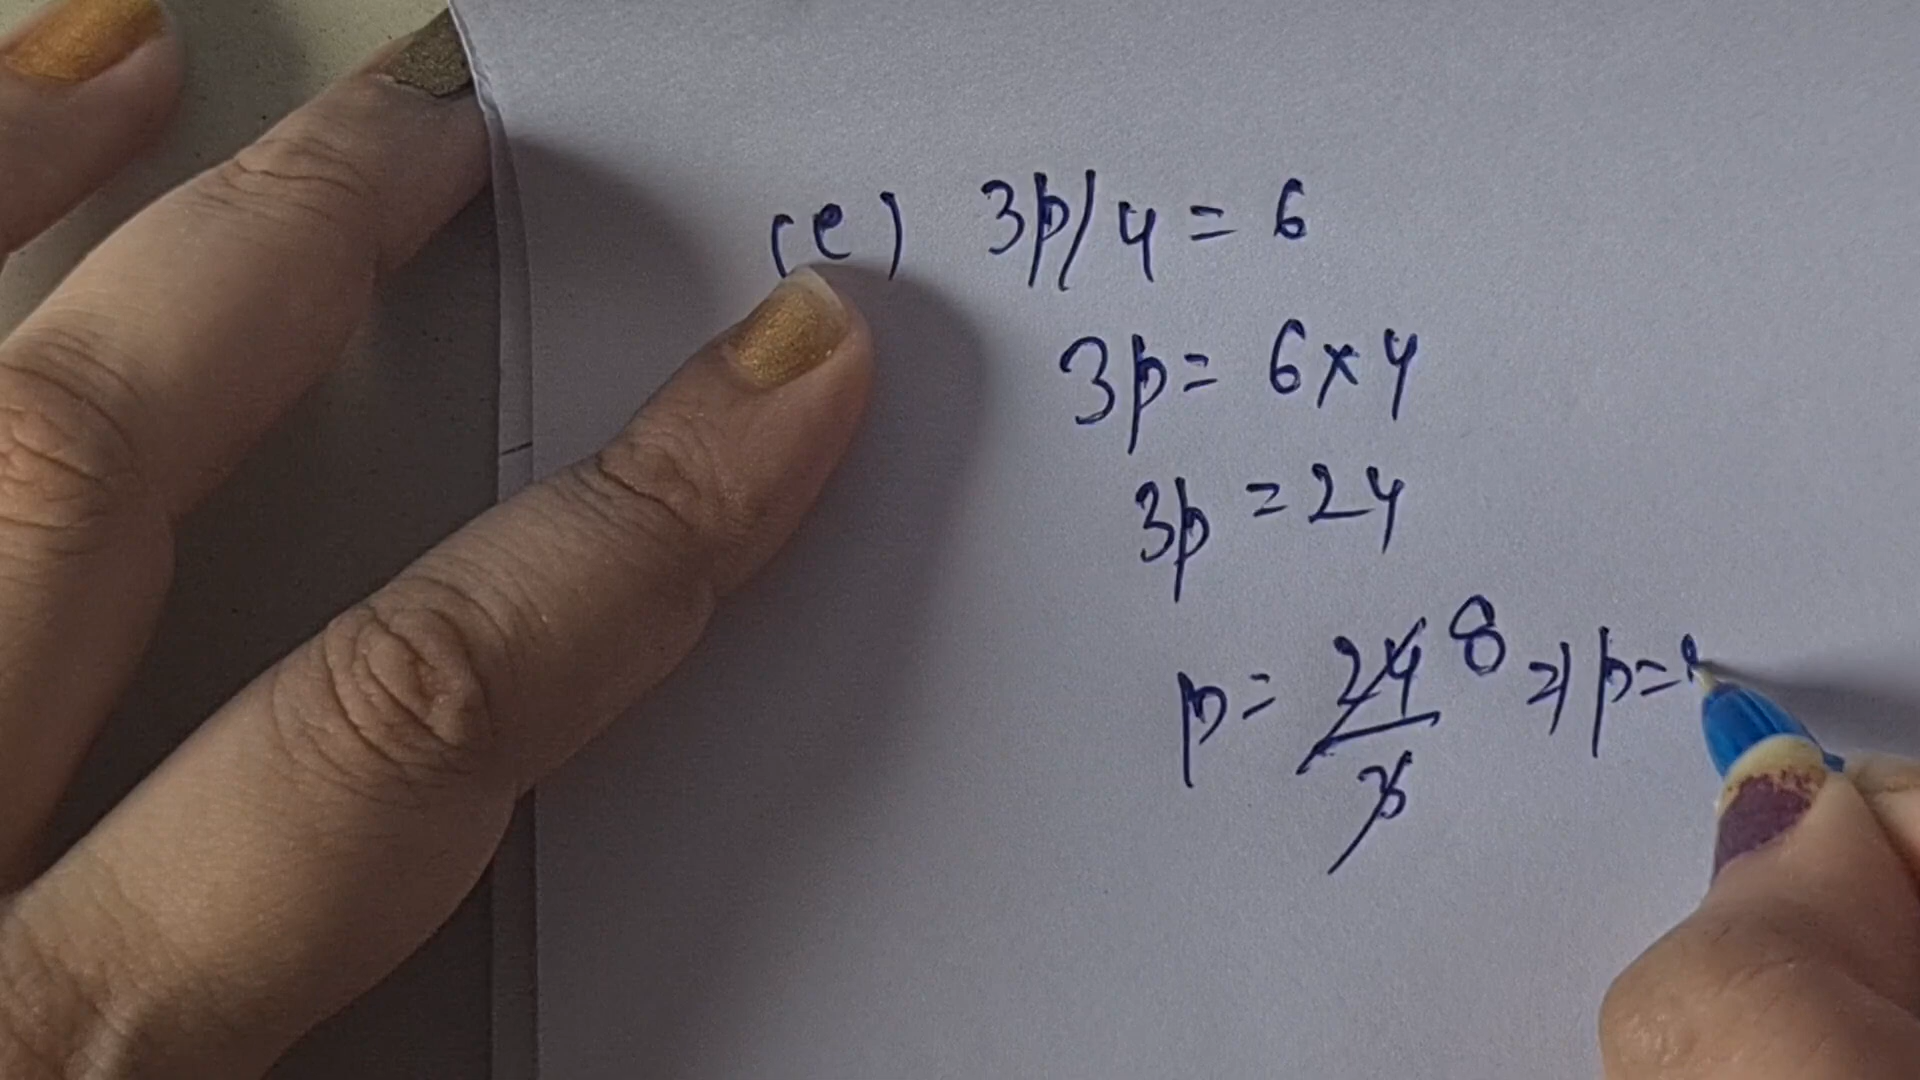 (e) 3p/4 = 6
3p = 6×4
3p = 24
p = 24/3 8 ⇒ p =